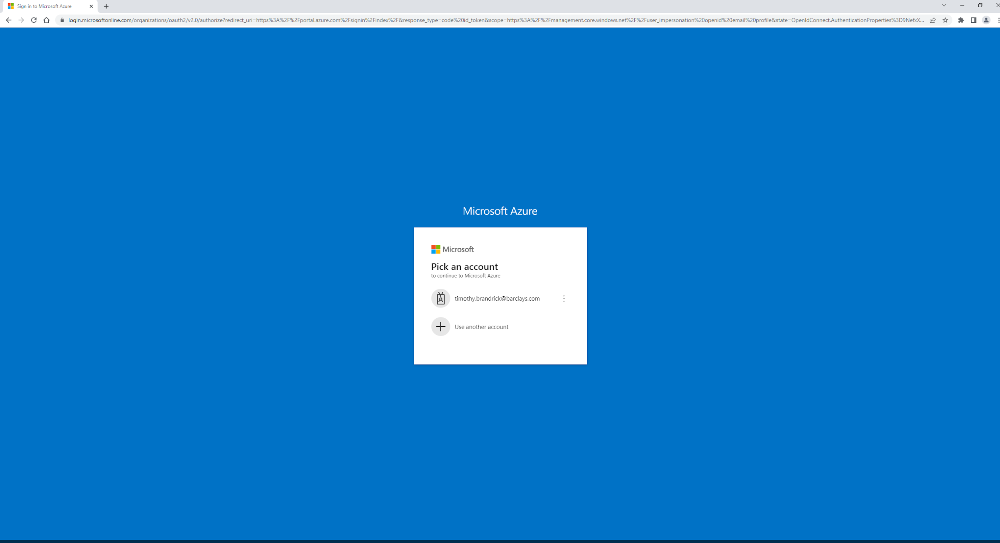 Sign in to Microsoft Azure
login.microsoftonline.com/organizations/oauth2/v2.0/authorize?redirect_uri=https%3A%2F%2Fportal.azure.com%2Fsignin%2Findex%2F&response_type=code%20id_token&scope=https%3A%2F%2Fmanagement.core.windows.net%2F%2Fuser_impersonation%20openid%20email%20profile&state=OpenIdConnect.AuthenticationProperties%3D9NefxX...
Microsoft Azure
Microsoft
Pick an account
to continue to Microsoft Azure
timothy.brandrick@barclays.com
Use another account